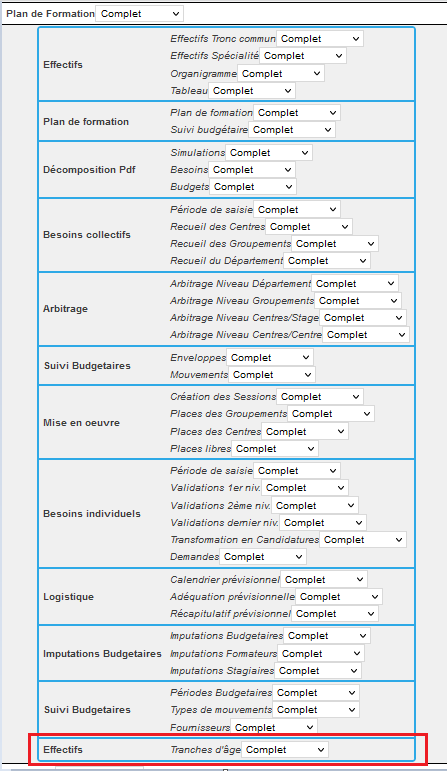 Plan de Formation Complet
Effectifs
Effectifs Tronc commun Complet
Effectifs Spécialité Complet
Organigramme Complet
Tableau Complet
Plan de formation
Plan de formation Complet
Suivi budgétaire Complet
Décomposition Pdf
Simulations Complet
Besoins Complet
Budgets Complet
Besoins collectifs
Période de saisie Complet
Recueil des Centres Complet
Recueil des Groupements Complet
Recueil du Département Complet
Arbitrage
Arbitrage Niveau Département Complet
Arbitrage Niveau Groupements Complet
Arbitrage Niveau Centres/Stage Complet
Arbitrage Niveau Centres/Centre Complet
Suivi Budgetaires
Enveloppes Complet
Mouvements Complet
Mise en oeuvre
Création des Sessions Complet
Places des Groupements Complet
Places des Centres Complet
Places libres Complet
Besoins individuels
Période de saisie Complet
Validations 1er niv. Complet
Validations 2ème niv. Complet
Validations dernier niv. Complet
Transformation en Candidatures Complet
Demandes Complet
Logistique
Calendrier prévisionnel Complet
Adéquation prévisionnelle Complet
Récapitulatif prévisionnel Complet
Imputations Budgetaires
Imputations Budgetaires Complet
Imputations Formateurs Complet
Imputations Stagiaires Complet
Suivi Budgetaires
Périodes Budgetaires Complet
Types de mouvements Complet
Fournisseurs Complet
Effectifs
Tranches d'âge Complet